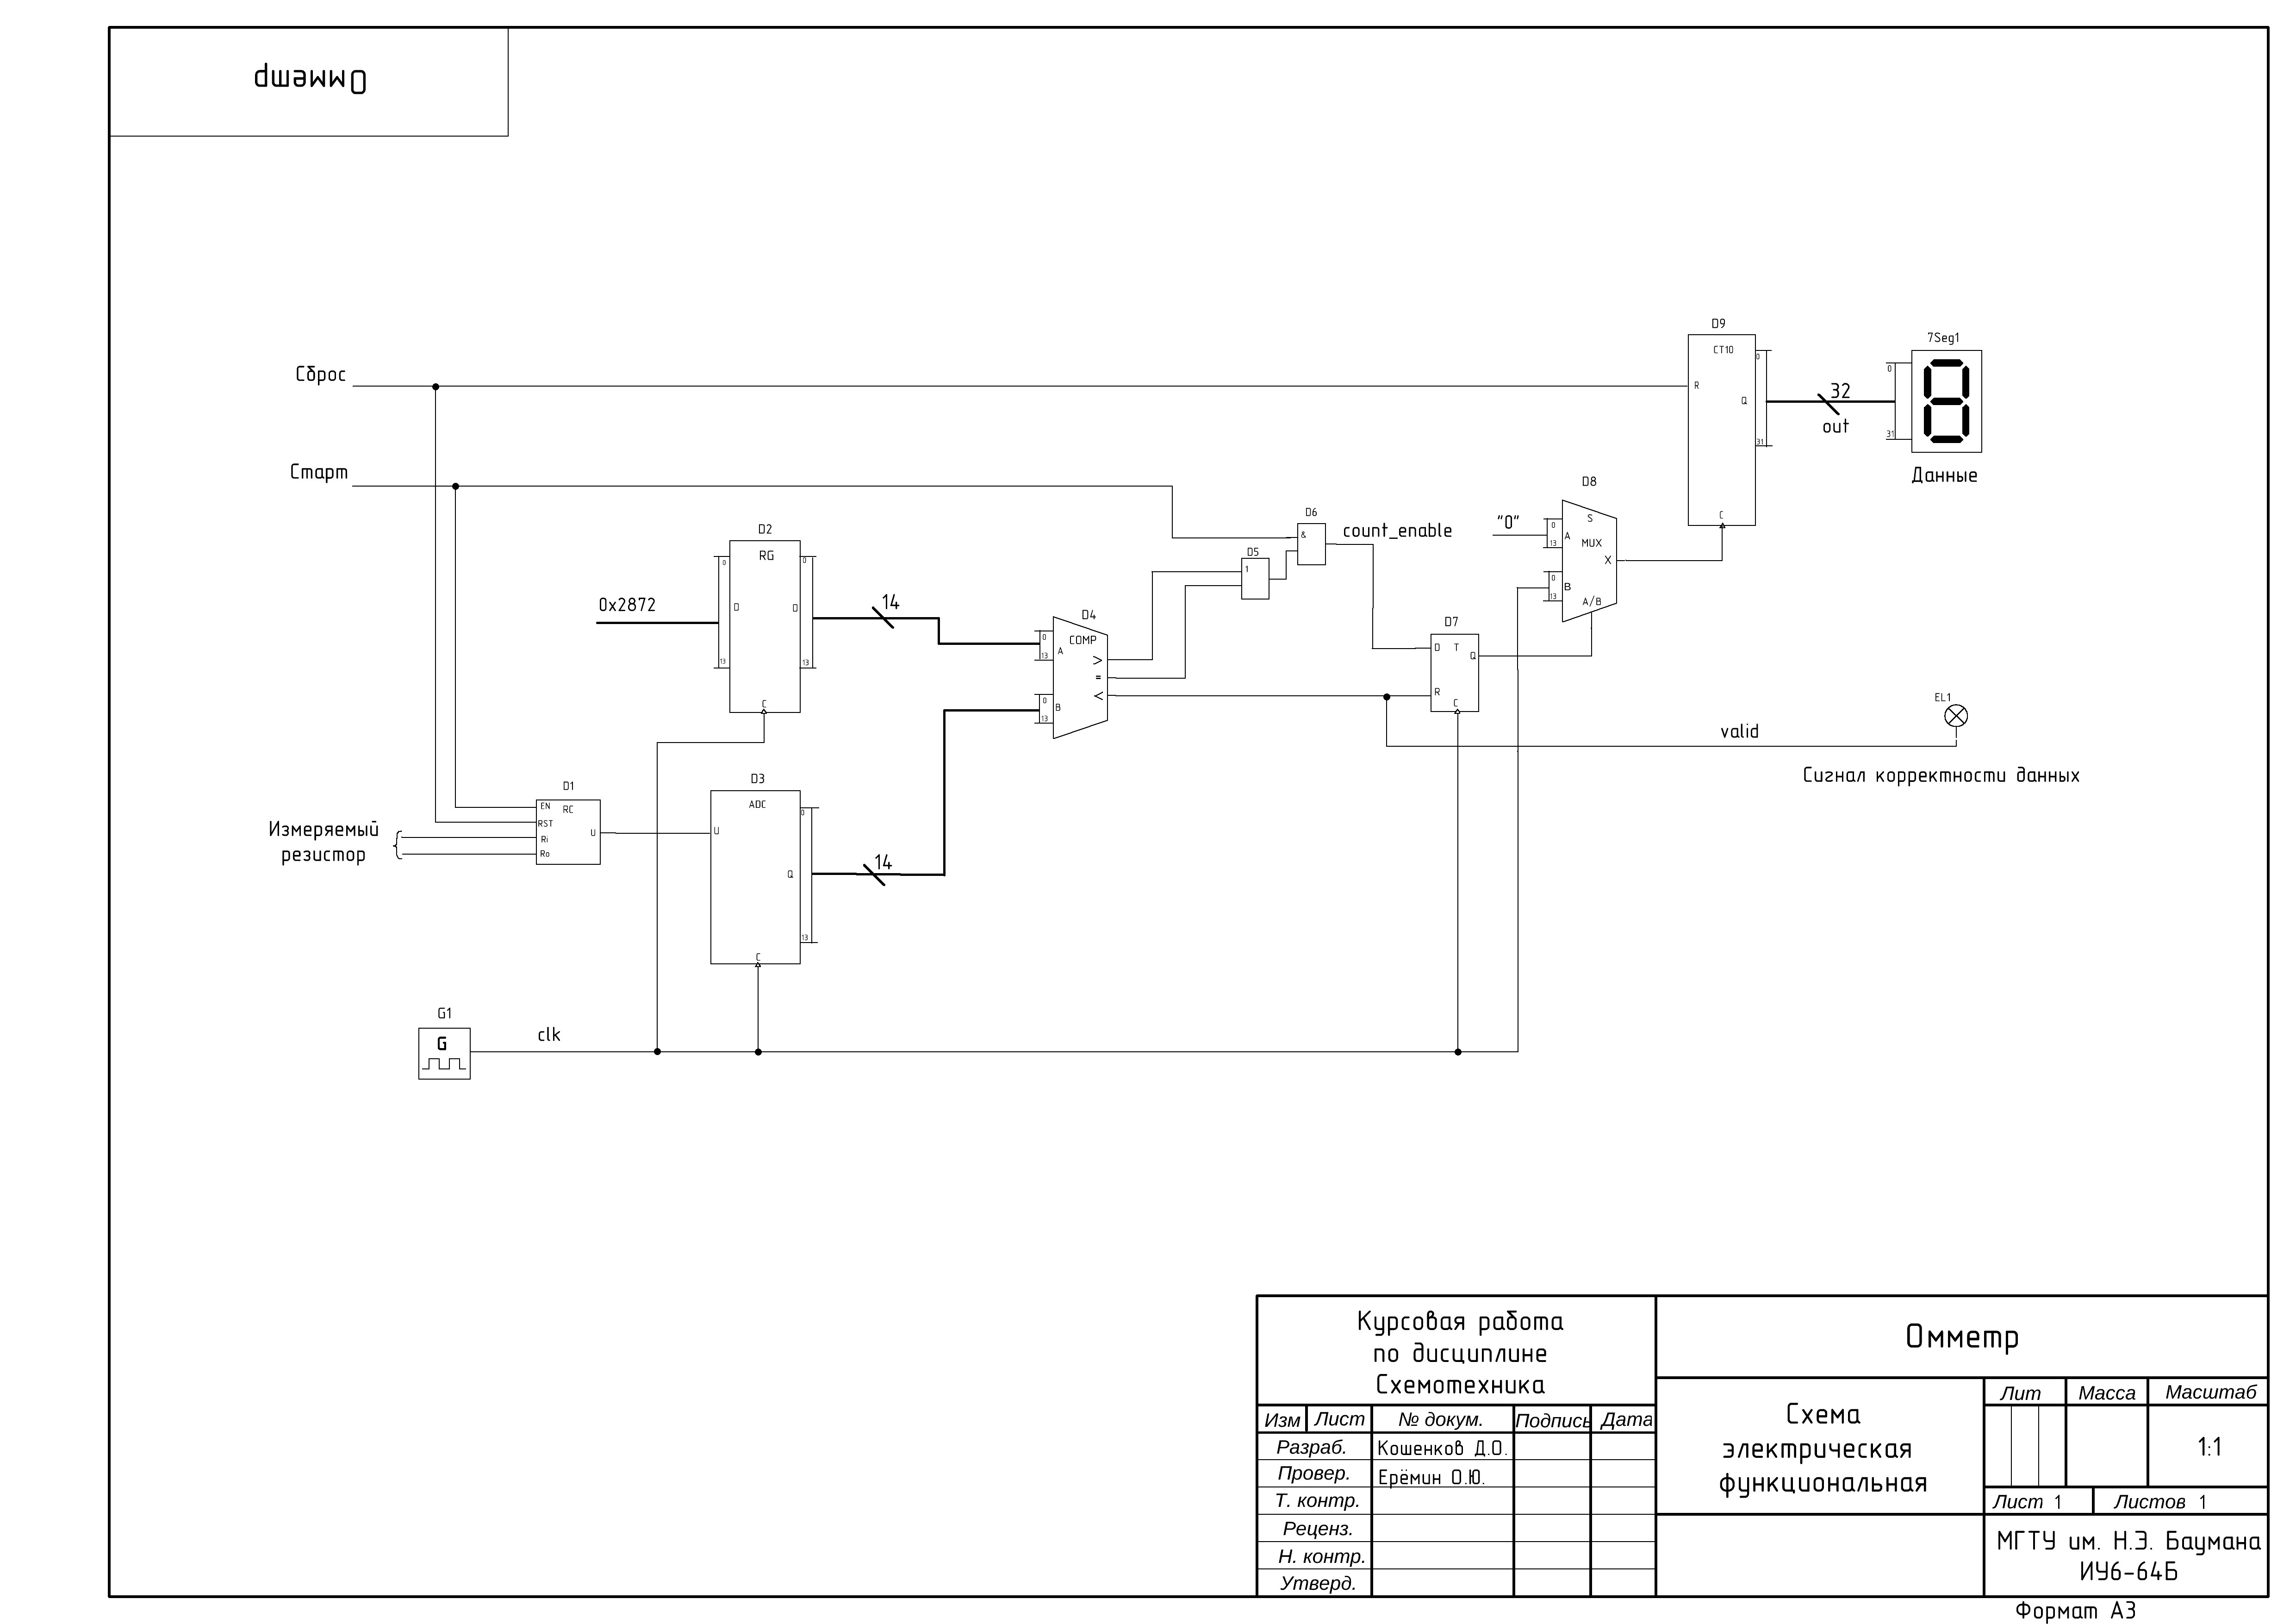 Омметр
D9
CT10
0
R
Q
31
C
32
out
7Seg1
0
31
Данные
Сброс
Старт
D2
RG
0
0
D
D
13
13
C
0x2872
14
D4
COMP
0
A
13
>
=
<
0
B
13
D5
1
D6
&
count_enable
"0"
D8
S
0
A
13
MUX
X
0
B
13
A/B
D7
D T
Q
R
C
valid
EL1
Сигнал корректности данных
D1
EN
RC
RST
U
Ri
Ro
Измеряемый
резистор
D3
ADC
0
U
Q
13
C
14
G1
G
clk
Курсовая работа
по дисциплине
Схемотехника
Омметр
Изм Лист № докум. Подпись Дата
Разраб. Кошенков Д.О.
Провер. Ерёмин О.Ю.
Т. контр.
Реценз.
Н. контр.
Утверд.
Схема
электрическая
функциональная
Лит Масса Масштаб
1:1
Лист 1 Листов 1
МГТУ им. Н.Э. Баумана
ИУ6-64Б
Формат А3